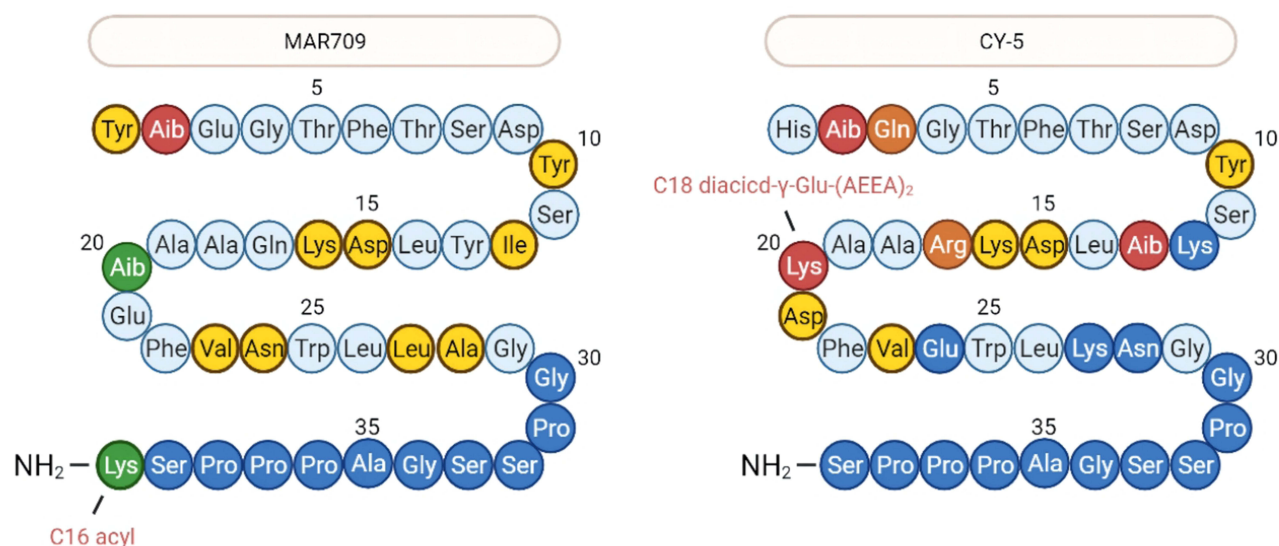 MAR709
5
Tyr Aib Glu Gly Thr Phe Thr Ser Asp
10
Tyr
Ser
15
20
Ala Ala Gln Lys Asp Leu Tyr Ile
Aib
Glu
25
Phe Val Asn Trp Leu Leu Ala Gly
30
Gly
Pro
35
NH₂ Lys Ser Pro Pro Pro Ala Gly Ser Ser
C16 acyl
CY-5
5
His Aib Gln Gly Thr Phe Thr Ser Asp
10
Tyr
C18 diacicd-γ-Glu-(AEEA)₂
Ser
15
20
Ala Ala Arg Lys Asp Leu Aib Lys
Lys
Asp
25
Phe Val Glu Trp Leu Lys Asn Gly
30
Gly
Pro
35
NH₂ Ser Pro Pro Pro Ala Gly Ser Ser